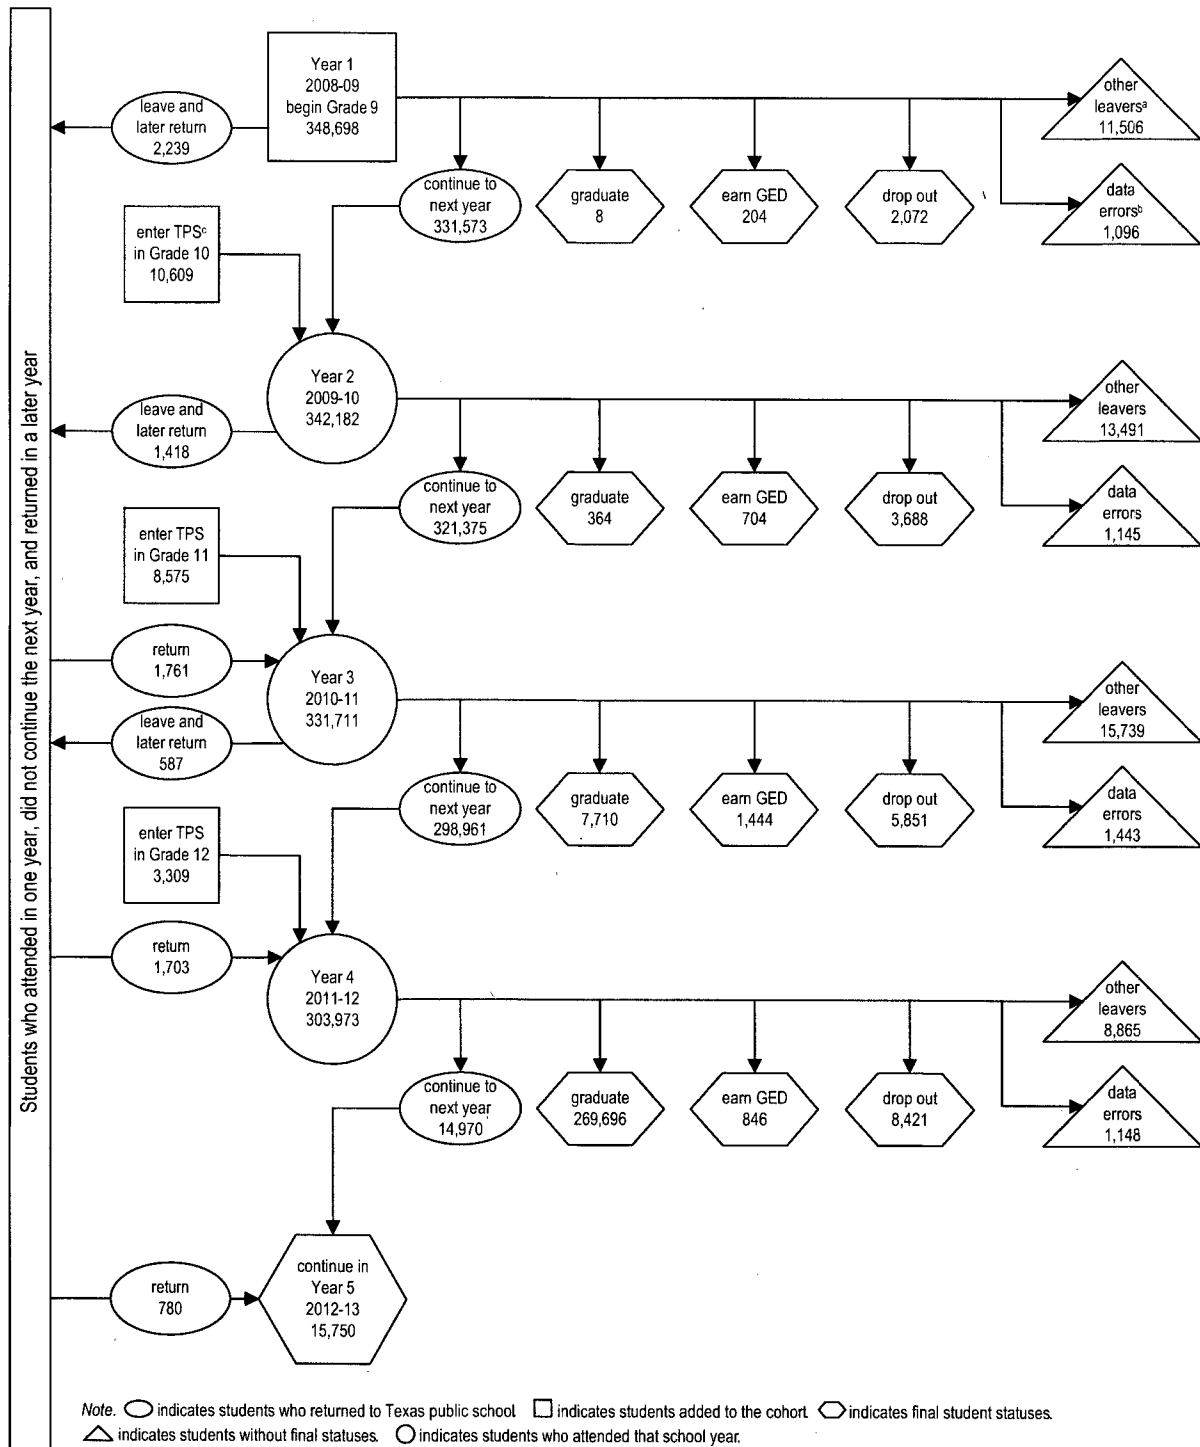 Students who attended in one year, did not continue the next year, and returned in a later year
Year 1
2008-09
begin Grade 9
348,698
leave and
later return
2,239
other
leaversᵃ
11,506
continue to
next year
331,573
graduate
8
earn GED
204
drop out
2,072
data
errorsᵇ
1,096
enter TPSᶜ
in Grade 10
10,609
Year 2
2009-10
342,182
leave and
later return
1,418
other
leavers
13,491
continue to
next year
321,375
graduate
364
earn GED
704
drop out
3,688
data
errors
1,145
enter TPS
in Grade 11
8,575
return
1,761
Year 3
2010-11
331,711
leave and
later return
587
other
leavers
15,739
continue to
next year
298,961
graduate
7,710
earn GED
1,444
drop out
5,851
data
errors
1,443
enter TPS
in Grade 12
3,309
return
1,703
Year 4
2011-12
303,973
other
leavers
8,865
continue to
next year
14,970
graduate
269,696
earn GED
846
drop out
8,421
data
errors
1,148
return
780
continue in
Year 5
2012-13
15,750
Note. indicates students who returned to Texas public school. indicates students added to the cohort. indicates final student statuses.
indicates students without final statuses. indicates students who attended that school year.